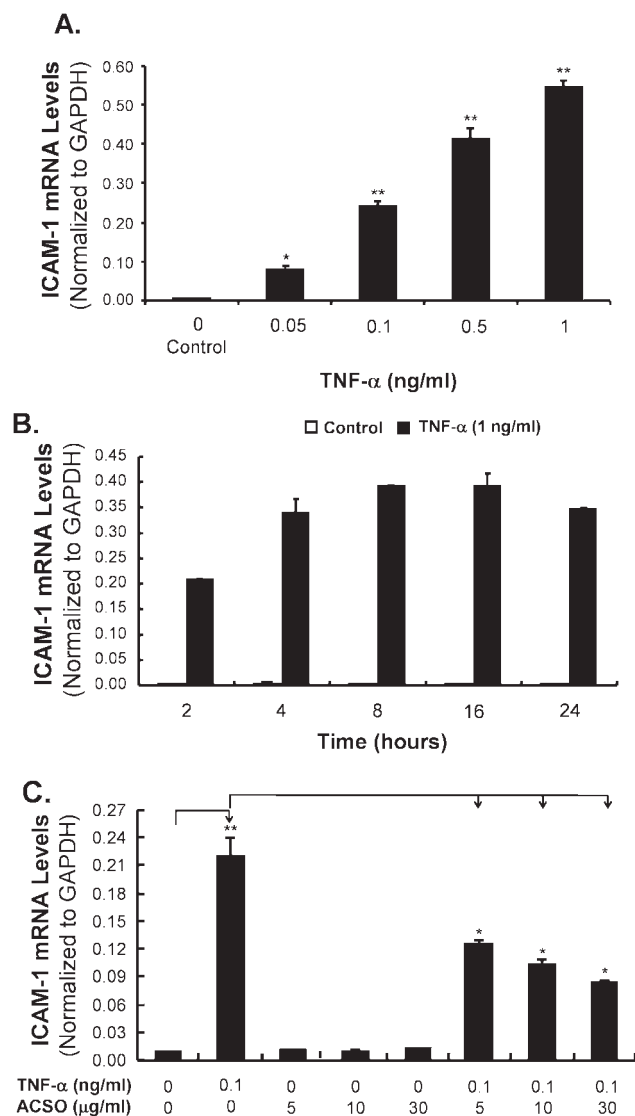 A.
ICAM-1 mRNA Levels
(Normalized to GAPDH)
0.60
0.50
0.40
0.30
0.20
0.10
0.00
*
**
**
**
0 0.05 0.1 0.5 1
Control
TNF-α (ng/ml)
B.
Control TNF-α (1 ng/ml)
ICAM-1 mRNA Levels
(Normalized to GAPDH)
0.45
0.40
0.35
0.30
0.25
0.20
0.15
0.10
0.05
0.00
2 4 8 16 24
Time (hours)
C.
ICAM-1 mRNA Levels
(Normalized to GAPDH)
0.27
0.24
0.21
0.18
0.15
0.12
0.09
0.06
0.03
0.00
**
*
*
*
TNF-α (ng/ml) 0 0.1 0 0 0 0.1 0.1 0.1
ACSO (μg/ml) 0 0 5 10 30 5 10 30